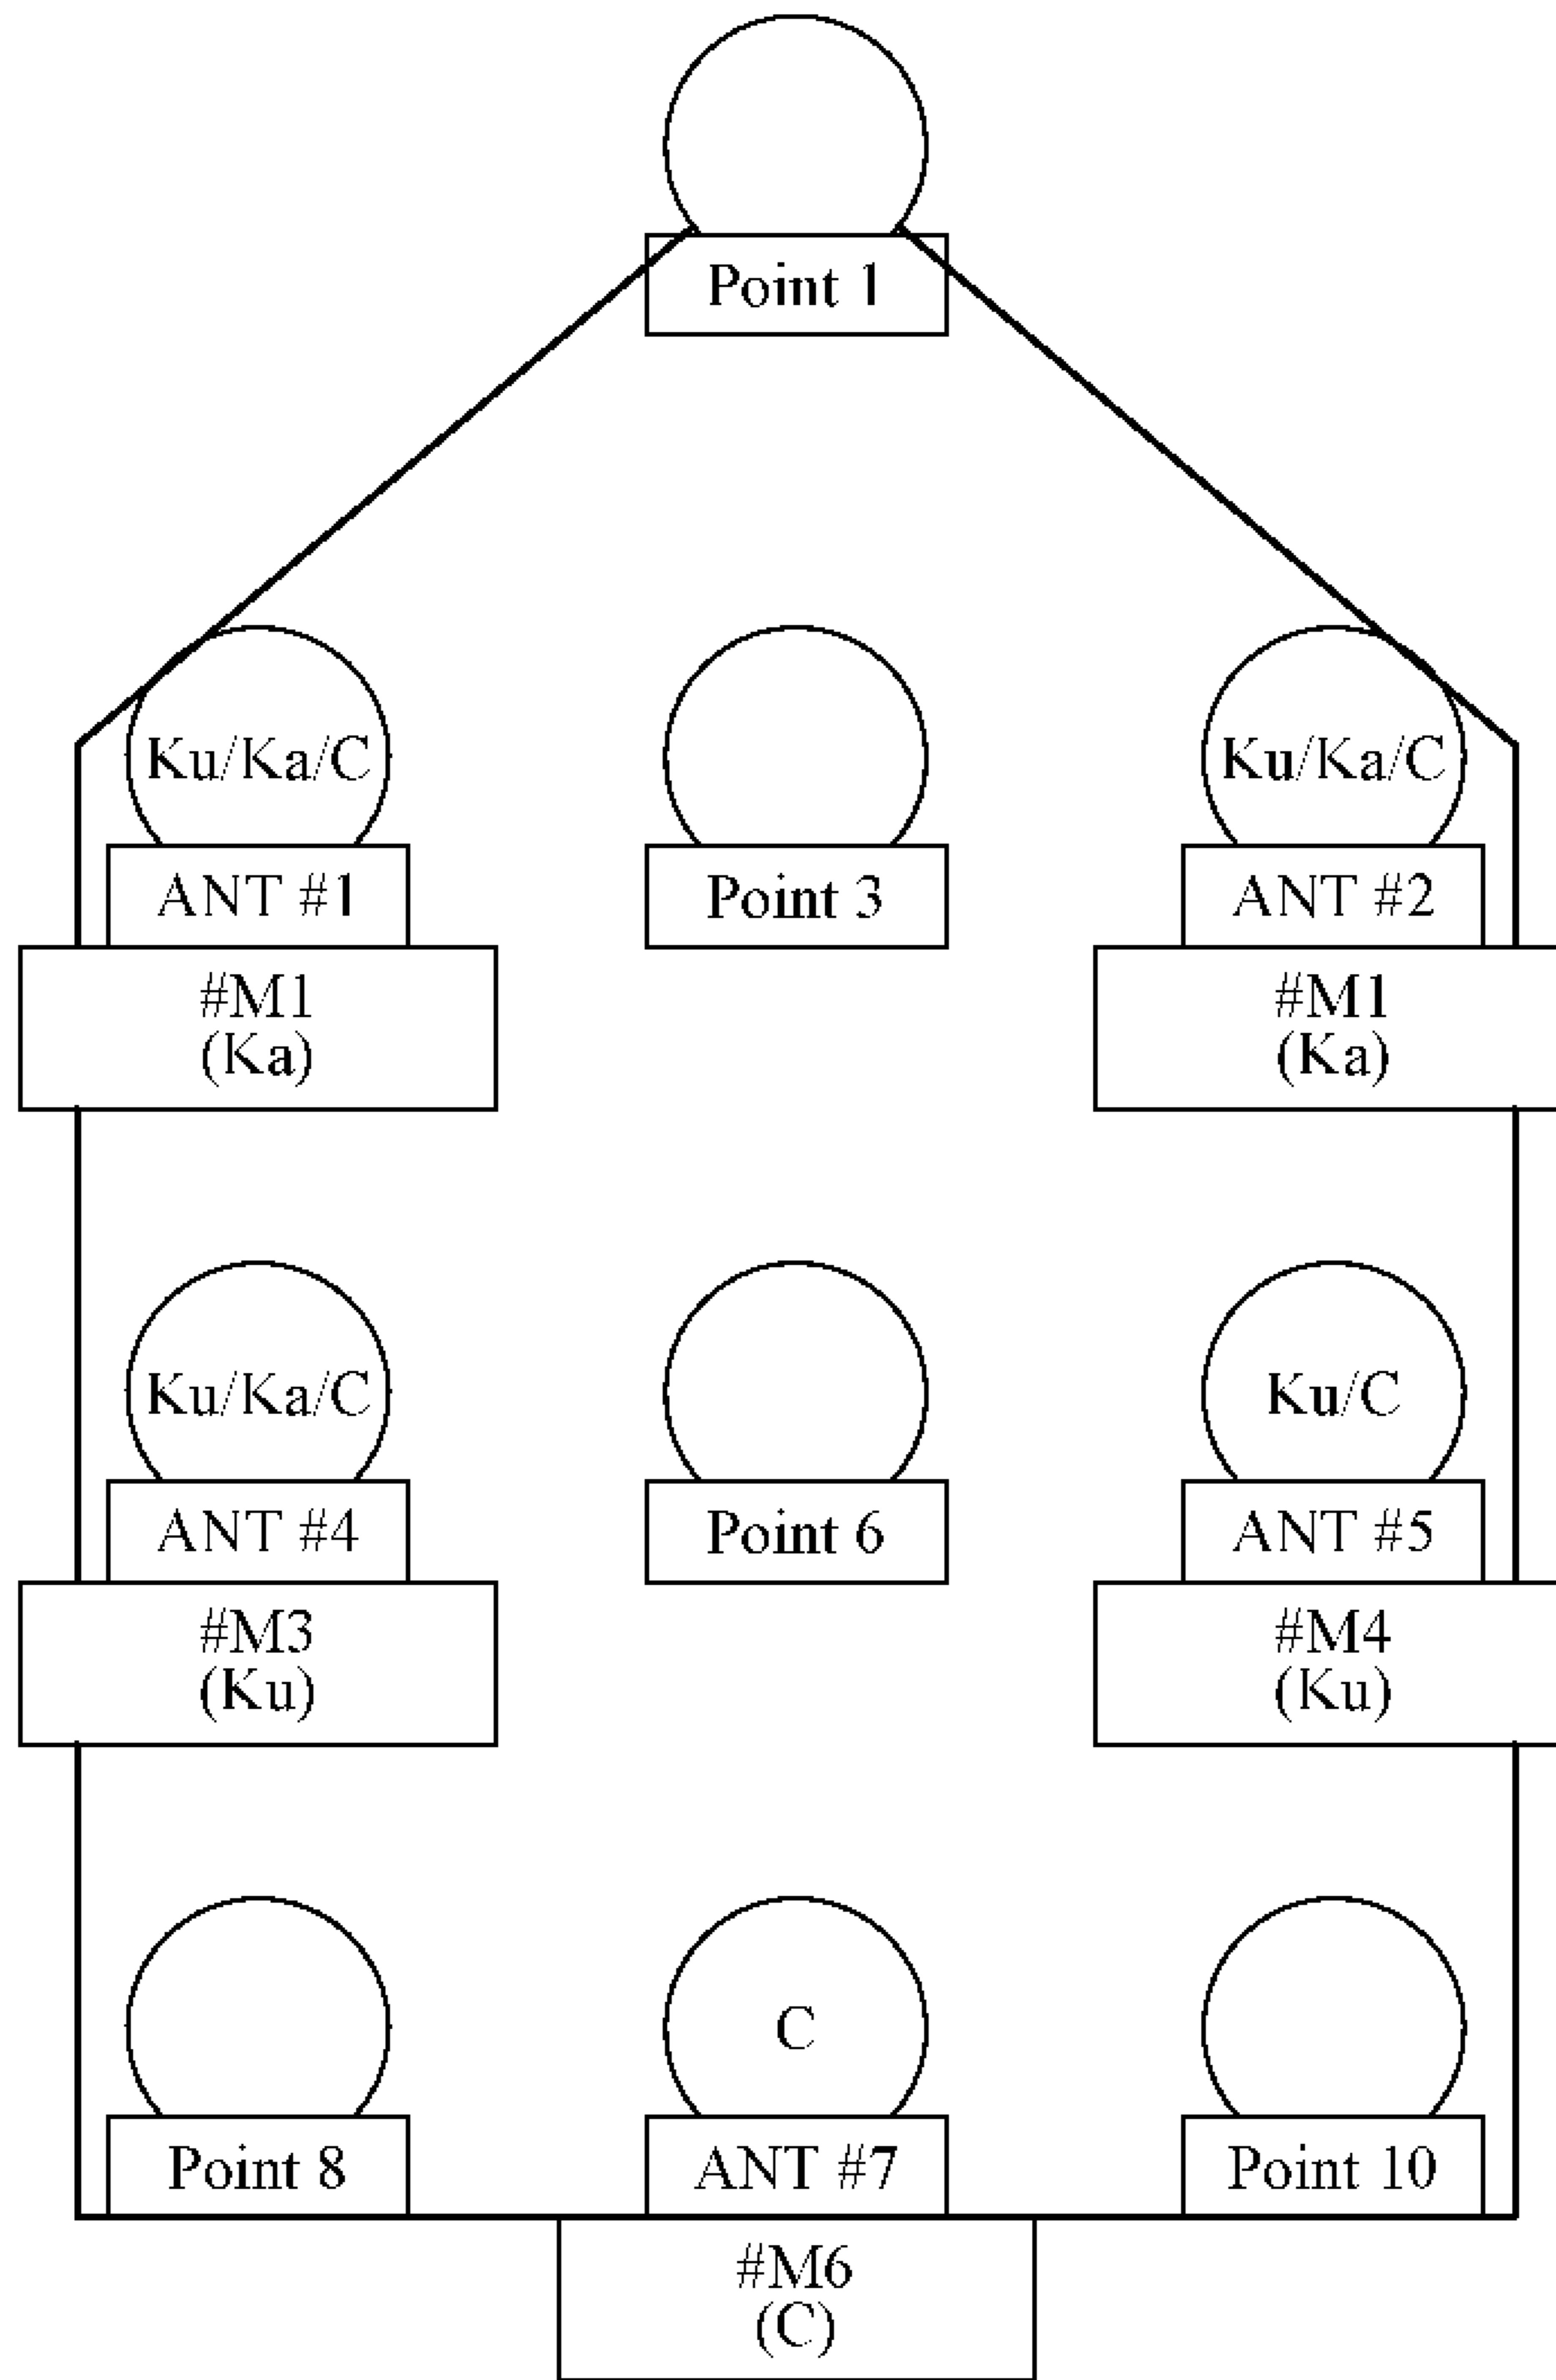 Point 1
Ku/Ka/C
Ku/Ka/C
ANT #1
Point 3
ANT #2
#M1
(Ka)
#M1
(Ka)
Ku/Ka/C
Ku/C
ANT #4
Point 6
ANT #5
#M3
(Ku)
#M4
(Ku)
C
Point 8
ANT #7
Point 10
#M6
(C)